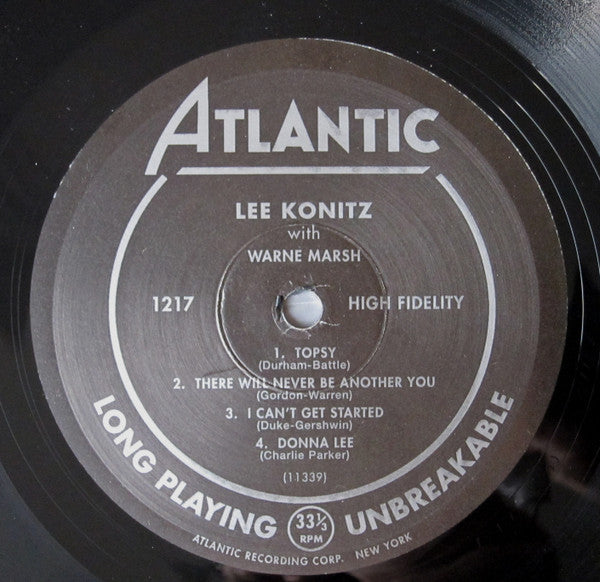 ATLANTIC
LEE KONITZ
with
WARNE MARSH
1217 HIGH FIDELITY
1. TOPSY
(Durham-Battle)
2. THERE WILL NEVER BE ANOTHER YOU
(Gordon-Warren)
3. I CAN'T GET STARTED
(Duke-Gershwin)
4. DONNA LEE
(Charlie Parker)
(11339)
LONG PLAYING 33⅓ RPM UNBREAKABLE
ATLANTIC RECORDING CORP. NEW YORK